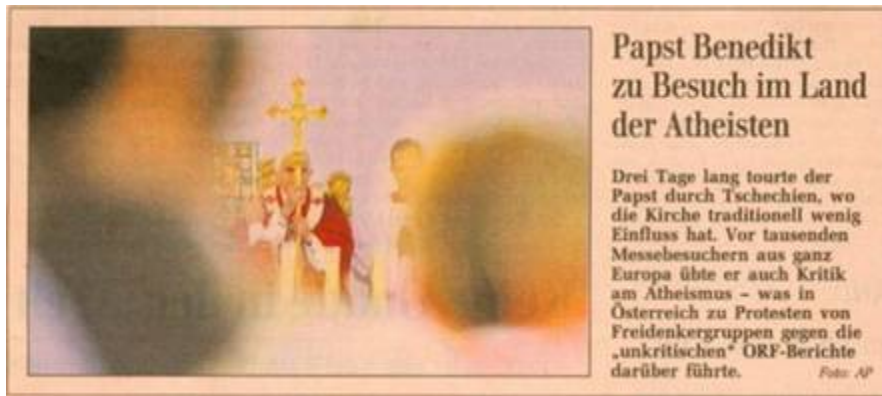 Papst Benedikt
zu Besuch im Land
der Atheisten
Drei Tage lang tourte der
Papst durch Tschechien, wo
die Kirche traditionell wenig
Einfluss hat. Vor tausenden
Messebesuchern aus ganz
Europa übte er auch Kritik
am Atheismus – was in
Österreich zu Protesten von
Freidenkergruppen gegen die
„unkritischen“ ORF-Berichte
darüber führte. Foto: AP